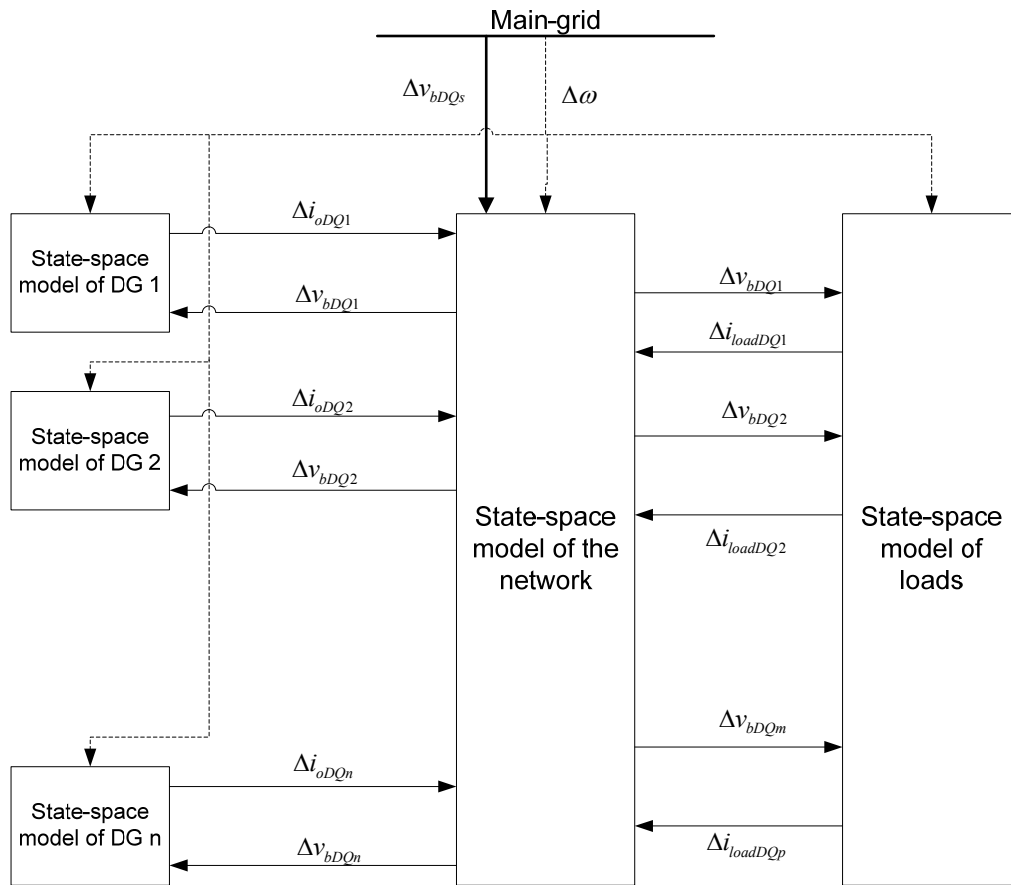 Main-grid
Δv_bDQs
Δω
Δi_oDQ1
State-space
model of DG 1
Δv_bDQ1
Δv_bDQ1
Δi_loadDQ1
Δi_oDQ2
State-space
model of DG 2
Δv_bDQ2
Δv_bDQ2
Δi_loadDQ2
State-space
model of the
network
State-space
model of
loads
Δv_bDQm
Δi_oDQn
State-space
model of DG n
Δv_bDQn
Δi_loadDQp